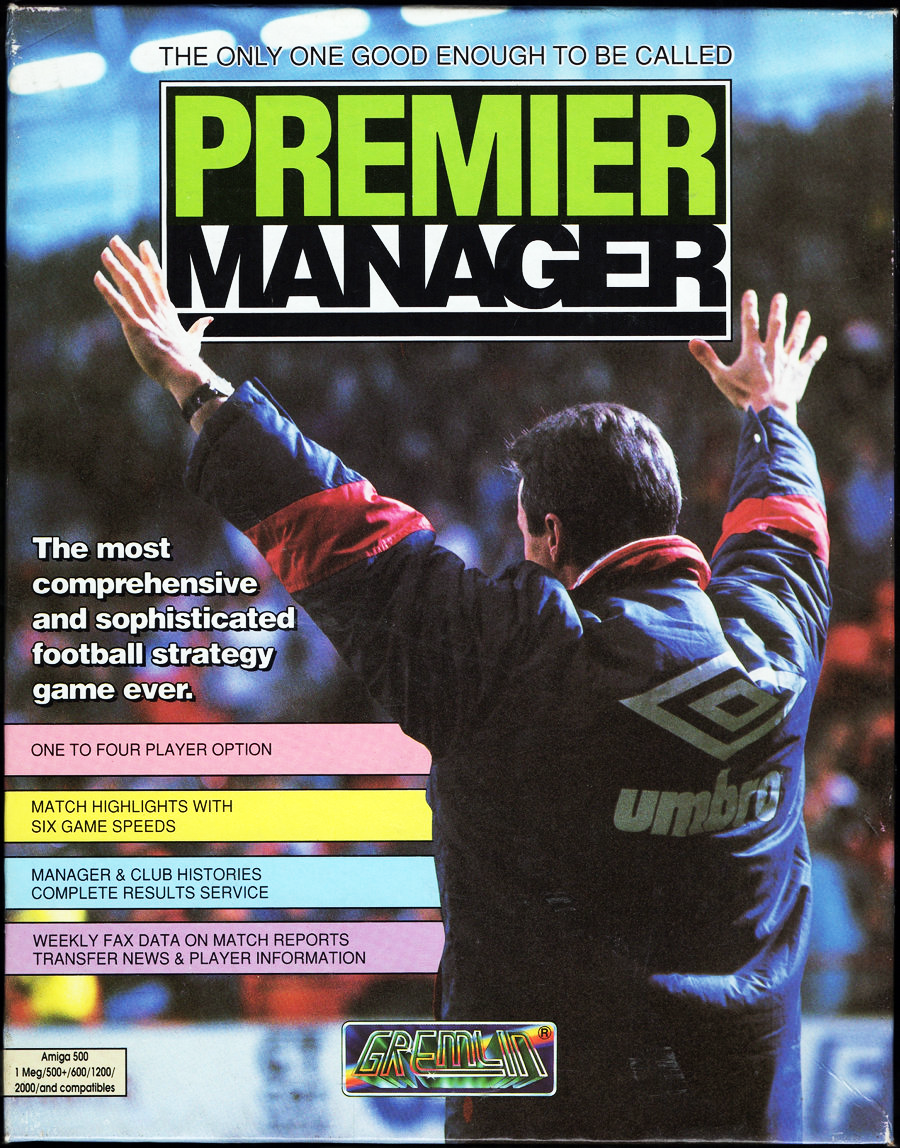 THE ONLY ONE GOOD ENOUGH TO BE CALLED
PREMIER
MANAGER
The most
comprehensive
and sophisticated
football strategy
game ever.
ONE TO FOUR PLAYER OPTION
MATCH HIGHLIGHTS WITH
SIX GAME SPEEDS
MANAGER & CLUB HISTORIES
COMPLETE RESULTS SERVICE
WEEKLY FAX DATA ON MATCH REPORTS
TRANSFER NEWS & PLAYER INFORMATION
umbro
GREMLIN®
Amiga 500
1 Meg/500+/600/1200/
2000/and compatibles